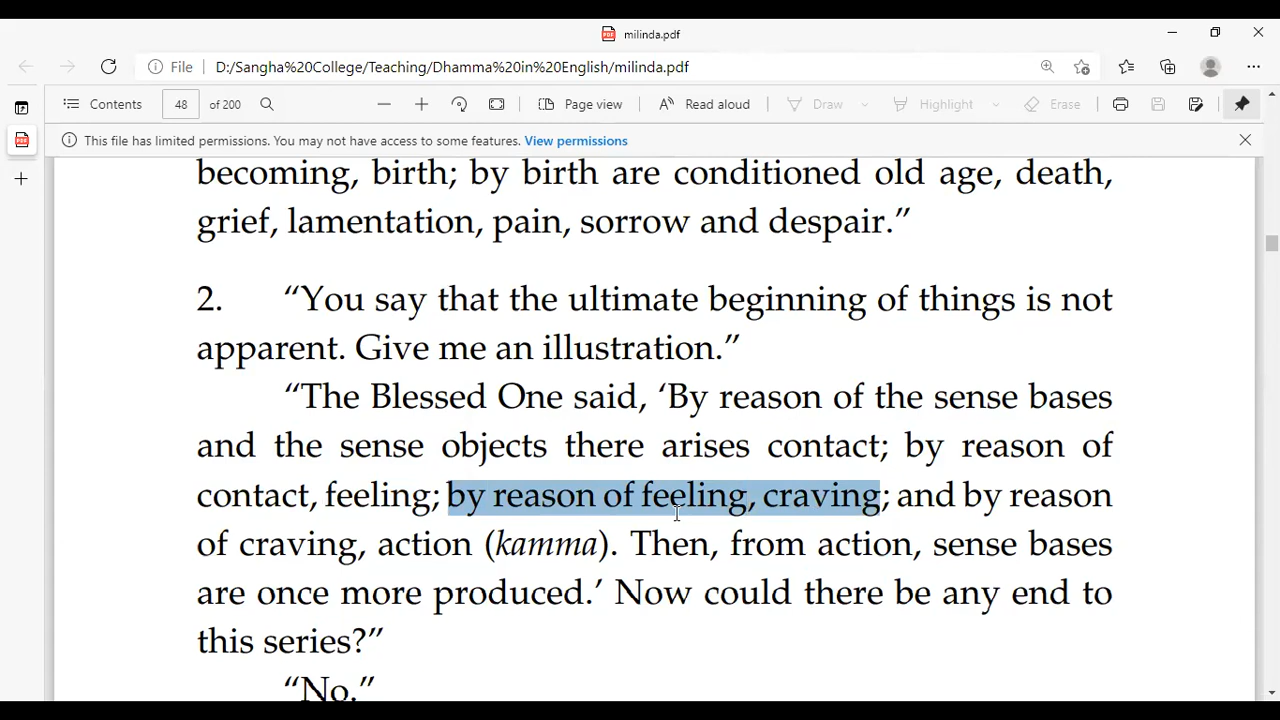 milinda.pdf
File D:/Sangha%20College/Teaching/Dhamma%20in%20English/milinda.pdf
Contents 48 of 200 Page view Read aloud Draw Highlight Erase
This file has limited permissions. You may not have access to some features. View permissions
becoming, birth; by birth are conditioned old age, death,
grief, lamentation, pain, sorrow and despair.”
2. “You say that the ultimate beginning of things is not
apparent. Give me an illustration.”
“The Blessed One said, ‘By reason of the sense bases
and the sense objects there arises contact; by reason of
contact, feeling; by reason of feeling, craving; and by reason
of craving, action (kamma). Then, from action, sense bases
are once more produced.’ Now could there be any end to
this series?”
“No.”